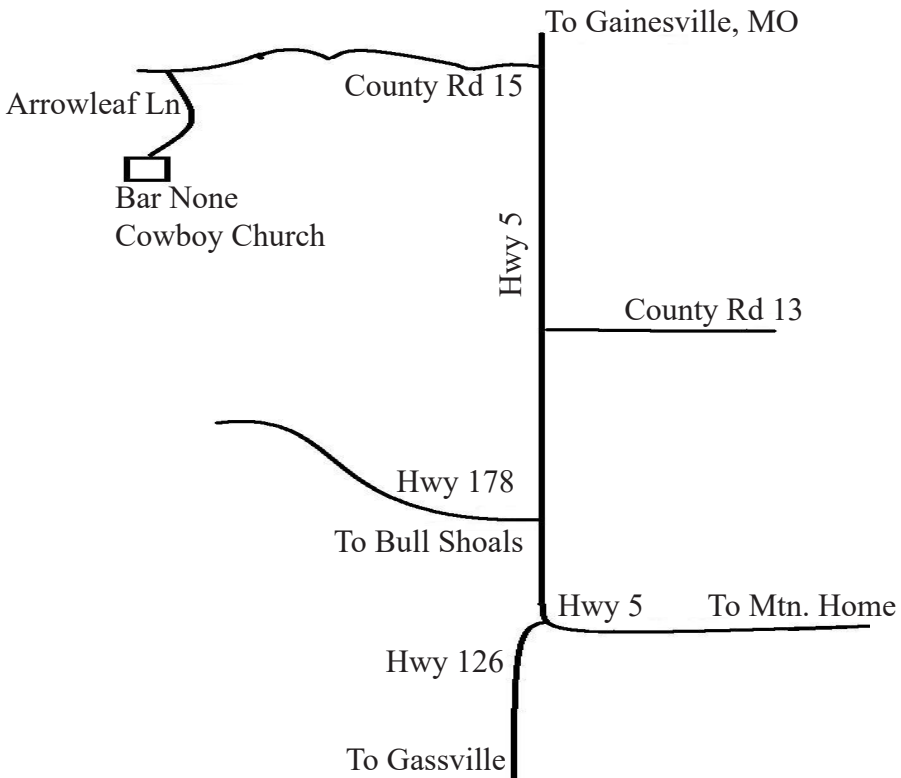 To Gainesville, MO
County Rd 15
Arrowleaf Ln
Bar None
Cowboy Church
Hwy 5
County Rd 13
Hwy 178
To Bull Shoals
Hwy 5
To Mtn. Home
Hwy 126
To Gassville